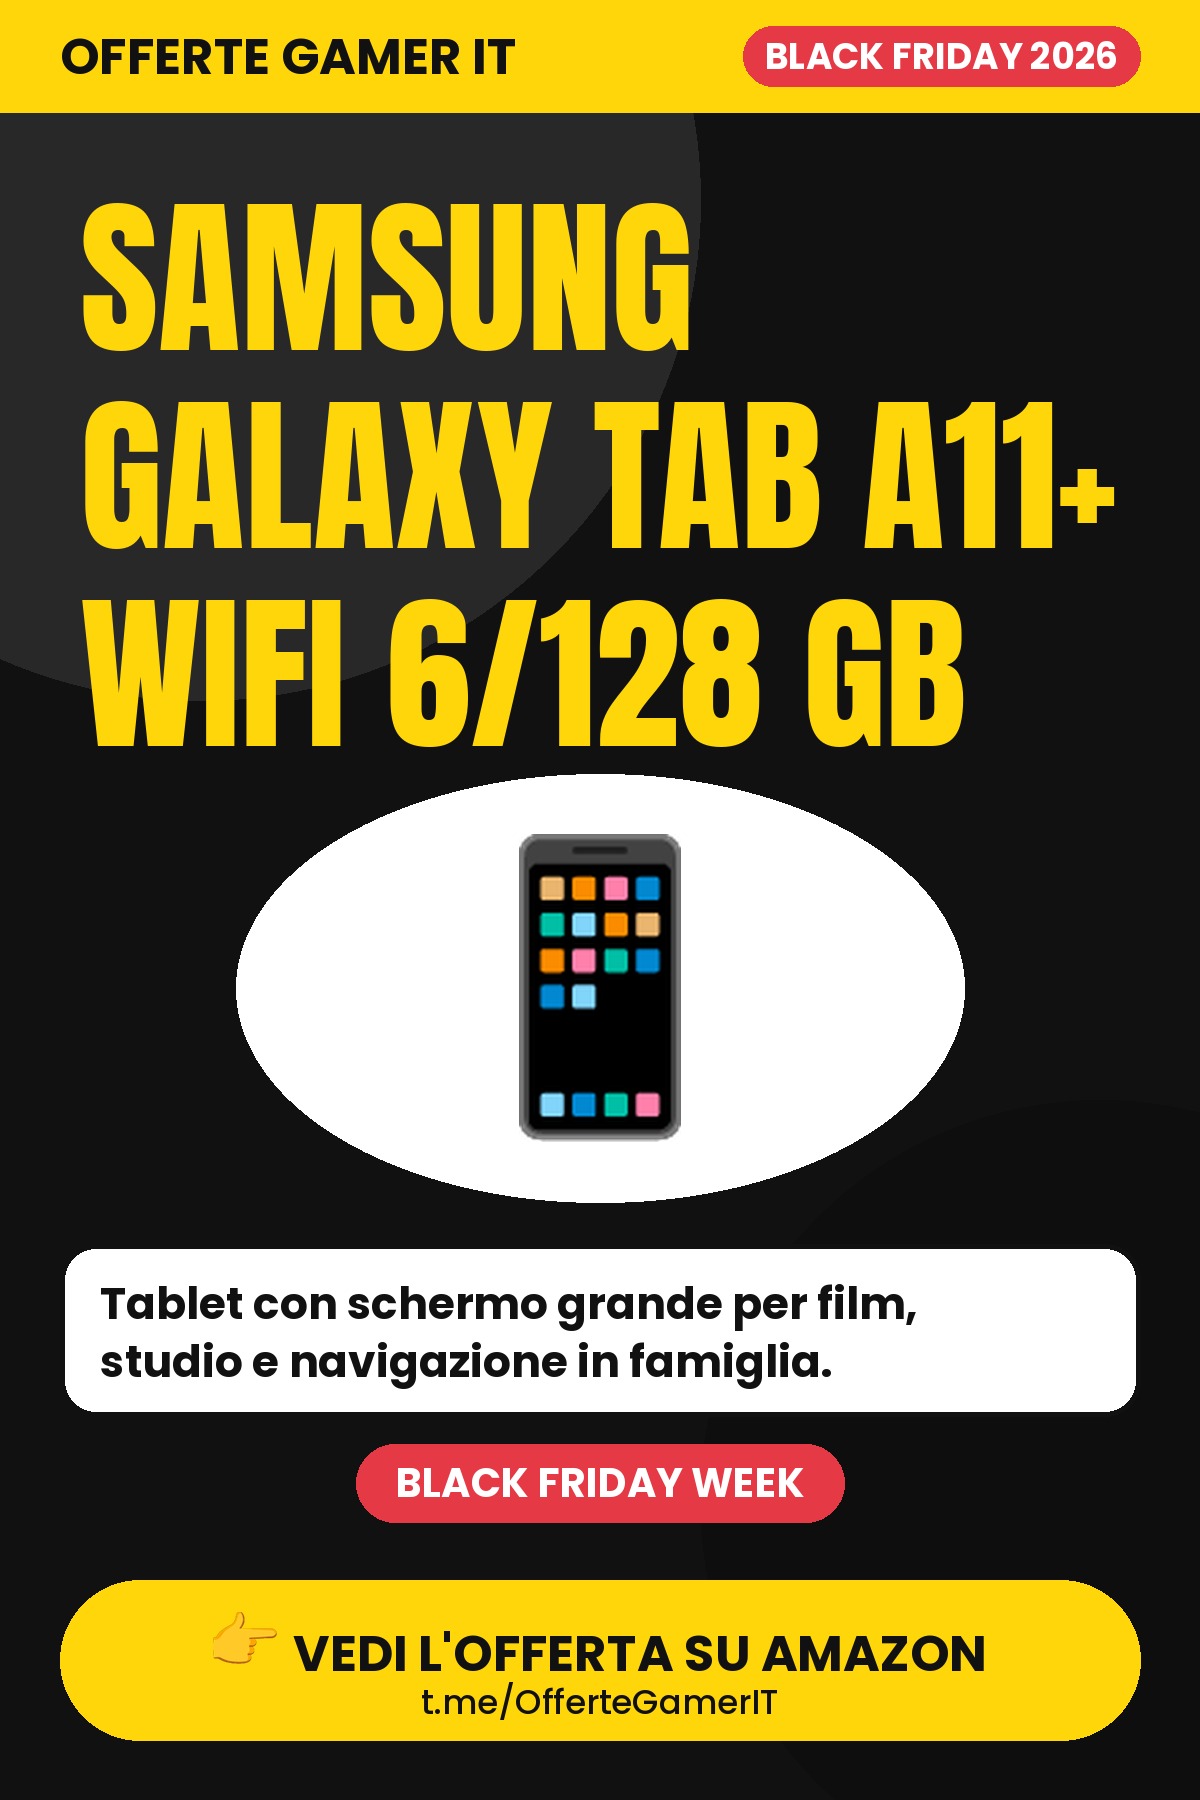 OFFERTE GAMER IT
BLACK FRIDAY 2026
SAMSUNG
GALAXY TAB A11+
WIFI 6/128 GB
Tablet con schermo grande per film,
studio e navigazione in famiglia.
BLACK FRIDAY WEEK
VEDI L'OFFERTA SU AMAZON
t.me/OfferteGamerIT